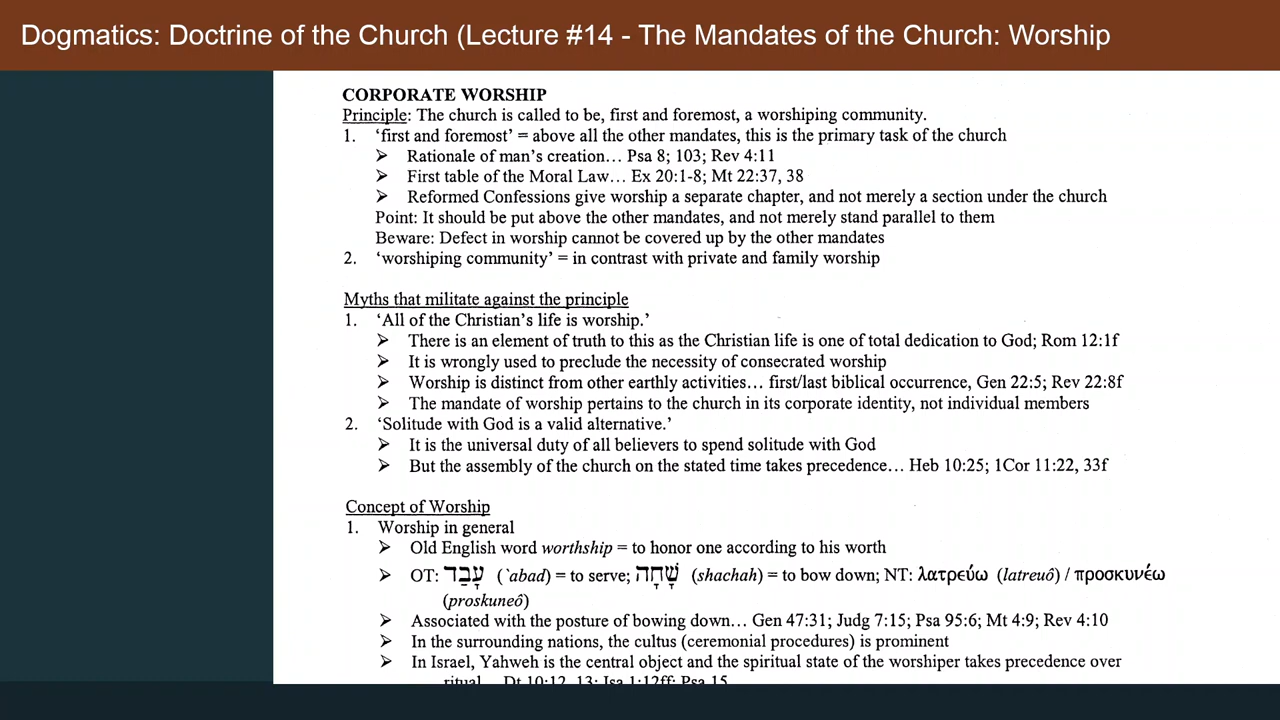 Dogmatics: Doctrine of the Church (Lecture #14 - The Mandates of the Church: Worship
CORPORATE WORSHIP
Principle: The church is called to be, first and foremost, a worshiping community.
1. ‘first and foremost’ = above all the other mandates, this is the primary task of the church
➤ Rationale of man’s creation… Psa 8; 103; Rev 4:11
➤ First table of the Moral Law… Ex 20:1-8; Mt 22:37, 38
➤ Reformed Confessions give worship a separate chapter, and not merely a section under the church
Point: It should be put above the other mandates, and not merely stand parallel to them
Beware: Defect in worship cannot be covered up by the other mandates
2. ‘worshiping community’ = in contrast with private and family worship
Myths that militate against the principle
1. ‘All of the Christian’s life is worship.’
➤ There is an element of truth to this as the Christian life is one of total dedication to God; Rom 12:1f
➤ It is wrongly used to preclude the necessity of consecrated worship
➤ Worship is distinct from other earthly activities… first/last biblical occurrence, Gen 22:5; Rev 22:8f
➤ The mandate of worship pertains to the church in its corporate identity, not individual members
2. ‘Solitude with God is a valid alternative.’
➤ It is the universal duty of all believers to spend solitude with God
➤ But the assembly of the church on the stated time takes precedence… Heb 10:25; 1Cor 11:22, 33f
Concept of Worship
1. Worship in general
➤ Old English word worthship = to honor one according to his worth
➤ OT: עָבַד (`abad) = to serve; שָׁחָה (shachah) = to bow down; NT: λατρεύω (latreuô) / προσκυνέω
(proskuneô)
➤ Associated with the posture of bowing down… Gen 47:31; Judg 7:15; Psa 95:6; Mt 4:9; Rev 4:10
➤ In the surrounding nations, the cultus (ceremonial procedures) is prominent
➤ In Israel, Yahweh is the central object and the spiritual state of the worshiper takes precedence over
ritual… Dt 10:12, 13; Isa 1:12ff; Psa 15